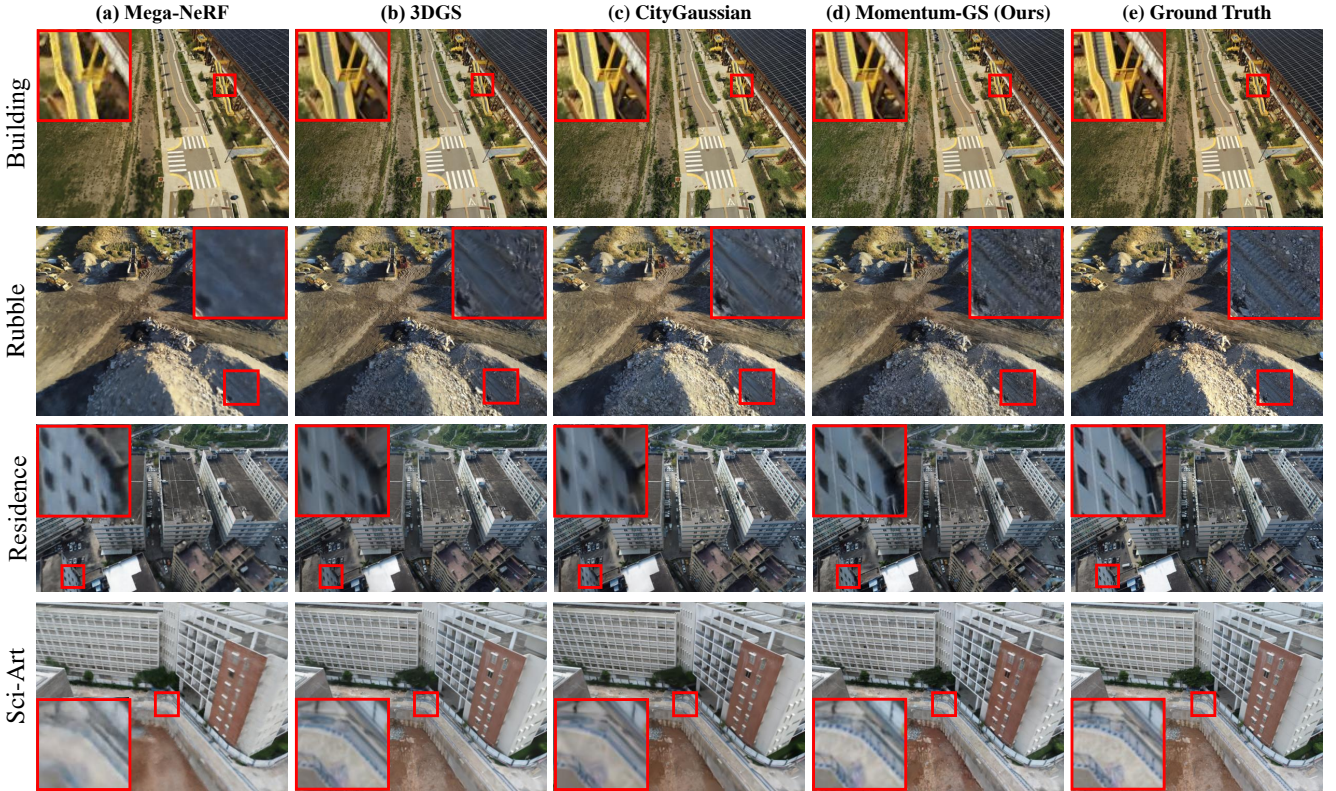 (a) Mega-NeRF (b) 3DGS (c) CityGaussian (d) Momentum-GS (Ours) (e) Ground Truth
Building
Rubble
Residence
Sci-Art